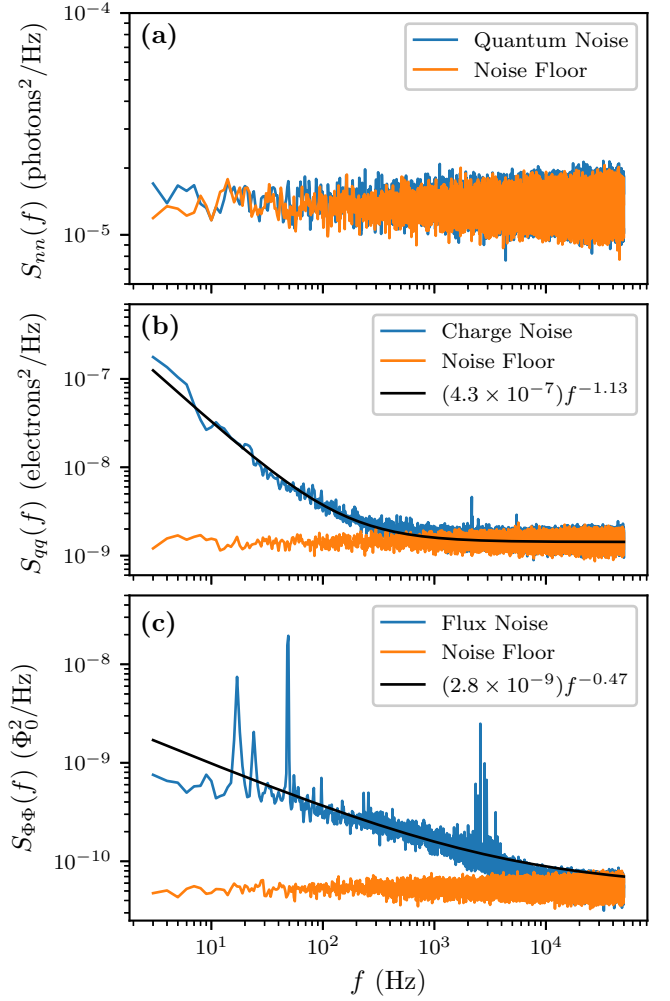 (a)
Quantum Noise
Noise Floor
10⁻⁴
10⁻⁵
Sₙₙ(f) (photons²/Hz)
(b)
Charge Noise
Noise Floor
(4.3 × 10⁻⁷)f⁻¹·¹³
10⁻⁷
10⁻⁸
10⁻⁹
S_qq(f) (electrons²/Hz)
(c)
Flux Noise
Noise Floor
(2.8 × 10⁻⁹)f⁻⁰·⁴⁷
10⁻⁸
10⁻⁹
10⁻¹⁰
S_ΦΦ(f) (Φ₀²/Hz)
10¹ 10² 10³ 10⁴
f (Hz)